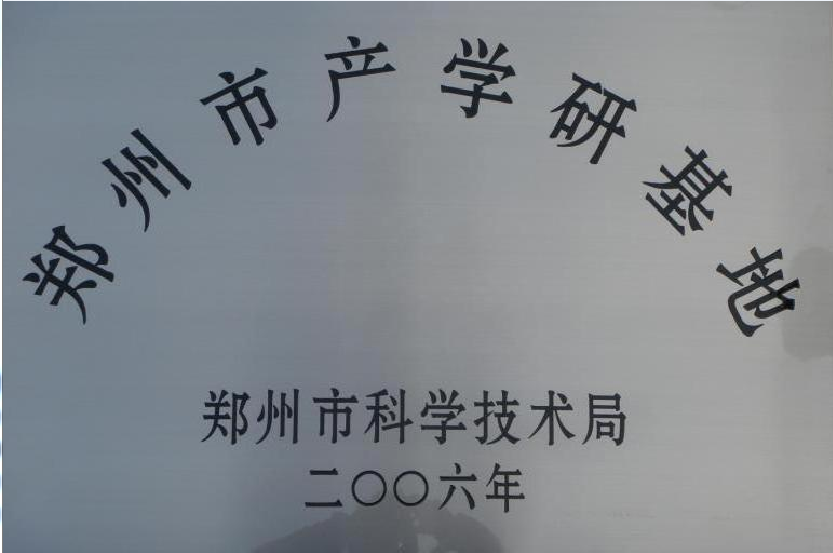 郑州市产学研基地
郑州市科学技术局
二〇〇六年